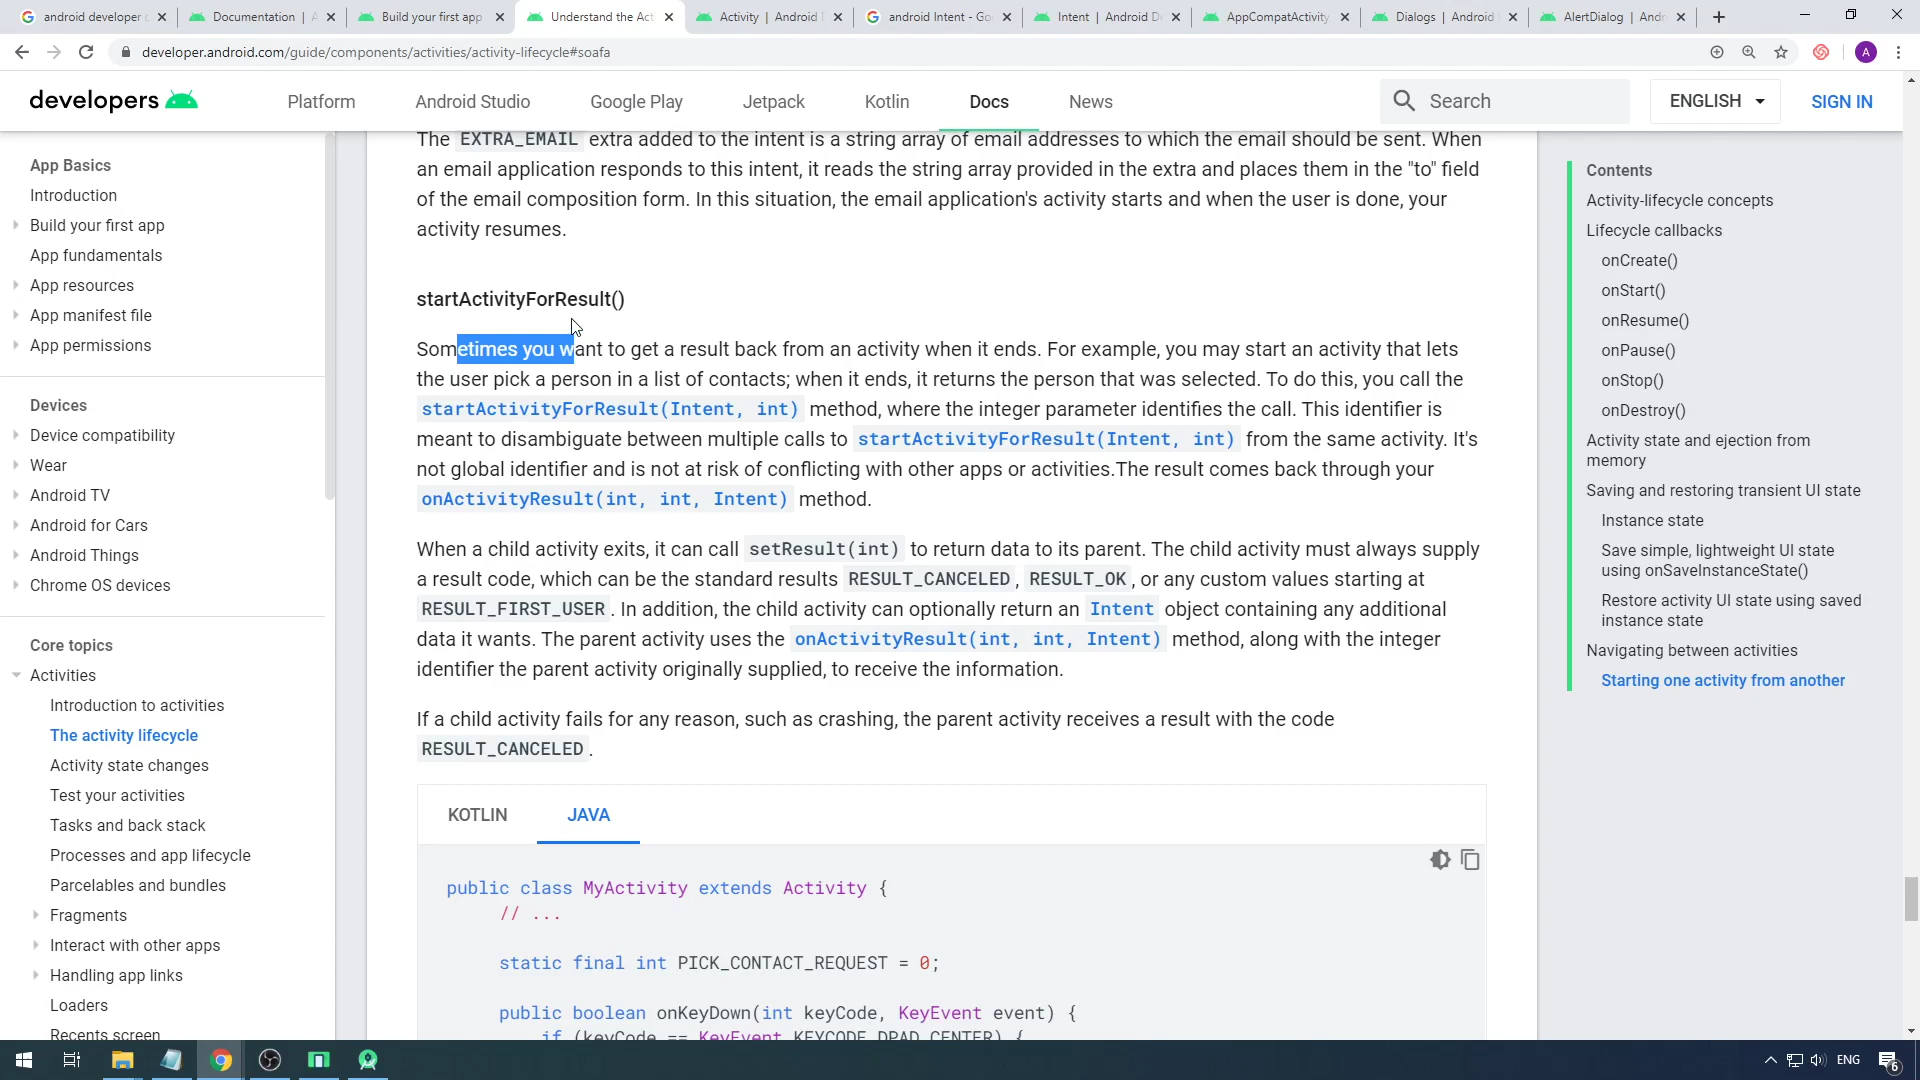 android developer
Documentation | A
Build your first app
Understand the Act
Activity | Android D
android Intent - Go
Intent | Android De
AppCompatActivity
Dialogs | Android
AlertDialog | Andr
developer.android.com/guide/components/activities/activity-lifecycle#soafa
A
developers
Platform
Android Studio
Google Play
Jetpack
Kotlin
Docs
News
Search
ENGLISH
SIGN IN
App Basics
Introduction
Build your first app
App fundamentals
App resources
App manifest file
App permissions
Devices
Device compatibility
Wear
Android TV
Android for Cars
Android Things
Chrome OS devices
Core topics
Activities
Introduction to activities
The activity lifecycle
Activity state changes
Test your activities
Tasks and back stack
Processes and app lifecycle
Parcelables and bundles
Fragments
Interact with other apps
Handling app links
Loaders
Recents screen
The EXTRA_EMAIL extra added to the intent is a string array of email addresses to which the email should be sent. When
an email application responds to this intent, it reads the string array provided in the extra and places them in the "to" field
of the email composition form. In this situation, the email application's activity starts and when the user is done, your
activity resumes.
startActivityForResult()
Sometimes you want to get a result back from an activity when it ends. For example, you may start an activity that lets
the user pick a person in a list of contacts; when it ends, it returns the person that was selected. To do this, you call the
startActivityForResult(Intent, int) method, where the integer parameter identifies the call. This identifier is
meant to disambiguate between multiple calls to startActivityForResult(Intent, int) from the same activity. It's
not global identifier and is not at risk of conflicting with other apps or activities.The result comes back through your
onActivityResult(int, int, Intent) method.
When a child activity exits, it can call setResult(int) to return data to its parent. The child activity must always supply
a result code, which can be the standard results RESULT_CANCELED, RESULT_OK, or any custom values starting at
RESULT_FIRST_USER. In addition, the child activity can optionally return an Intent object containing any additional
data it wants. The parent activity uses the onActivityResult(int, int, Intent) method, along with the integer
identifier the parent activity originally supplied, to receive the information.
If a child activity fails for any reason, such as crashing, the parent activity receives a result with the code
RESULT_CANCELED.
KOTLIN
JAVA
public class MyActivity extends Activity {
// ...
static final int PICK_CONTACT_REQUEST = 0;
public boolean onKeyDown(int keyCode, KeyEvent event) {
if (keyCode == KeyEvent.KEYCODE_DPAD_CENTER) {
Contents
Activity-lifecycle concepts
Lifecycle callbacks
onCreate()
onStart()
onResume()
onPause()
onStop()
onDestroy()
Activity state and ejection from
memory
Saving and restoring transient UI state
Instance state
Save simple, lightweight UI state
using onSaveInstanceState()
Restore activity UI state using saved
instance state
Navigating between activities
Starting one activity from another
ENG
6